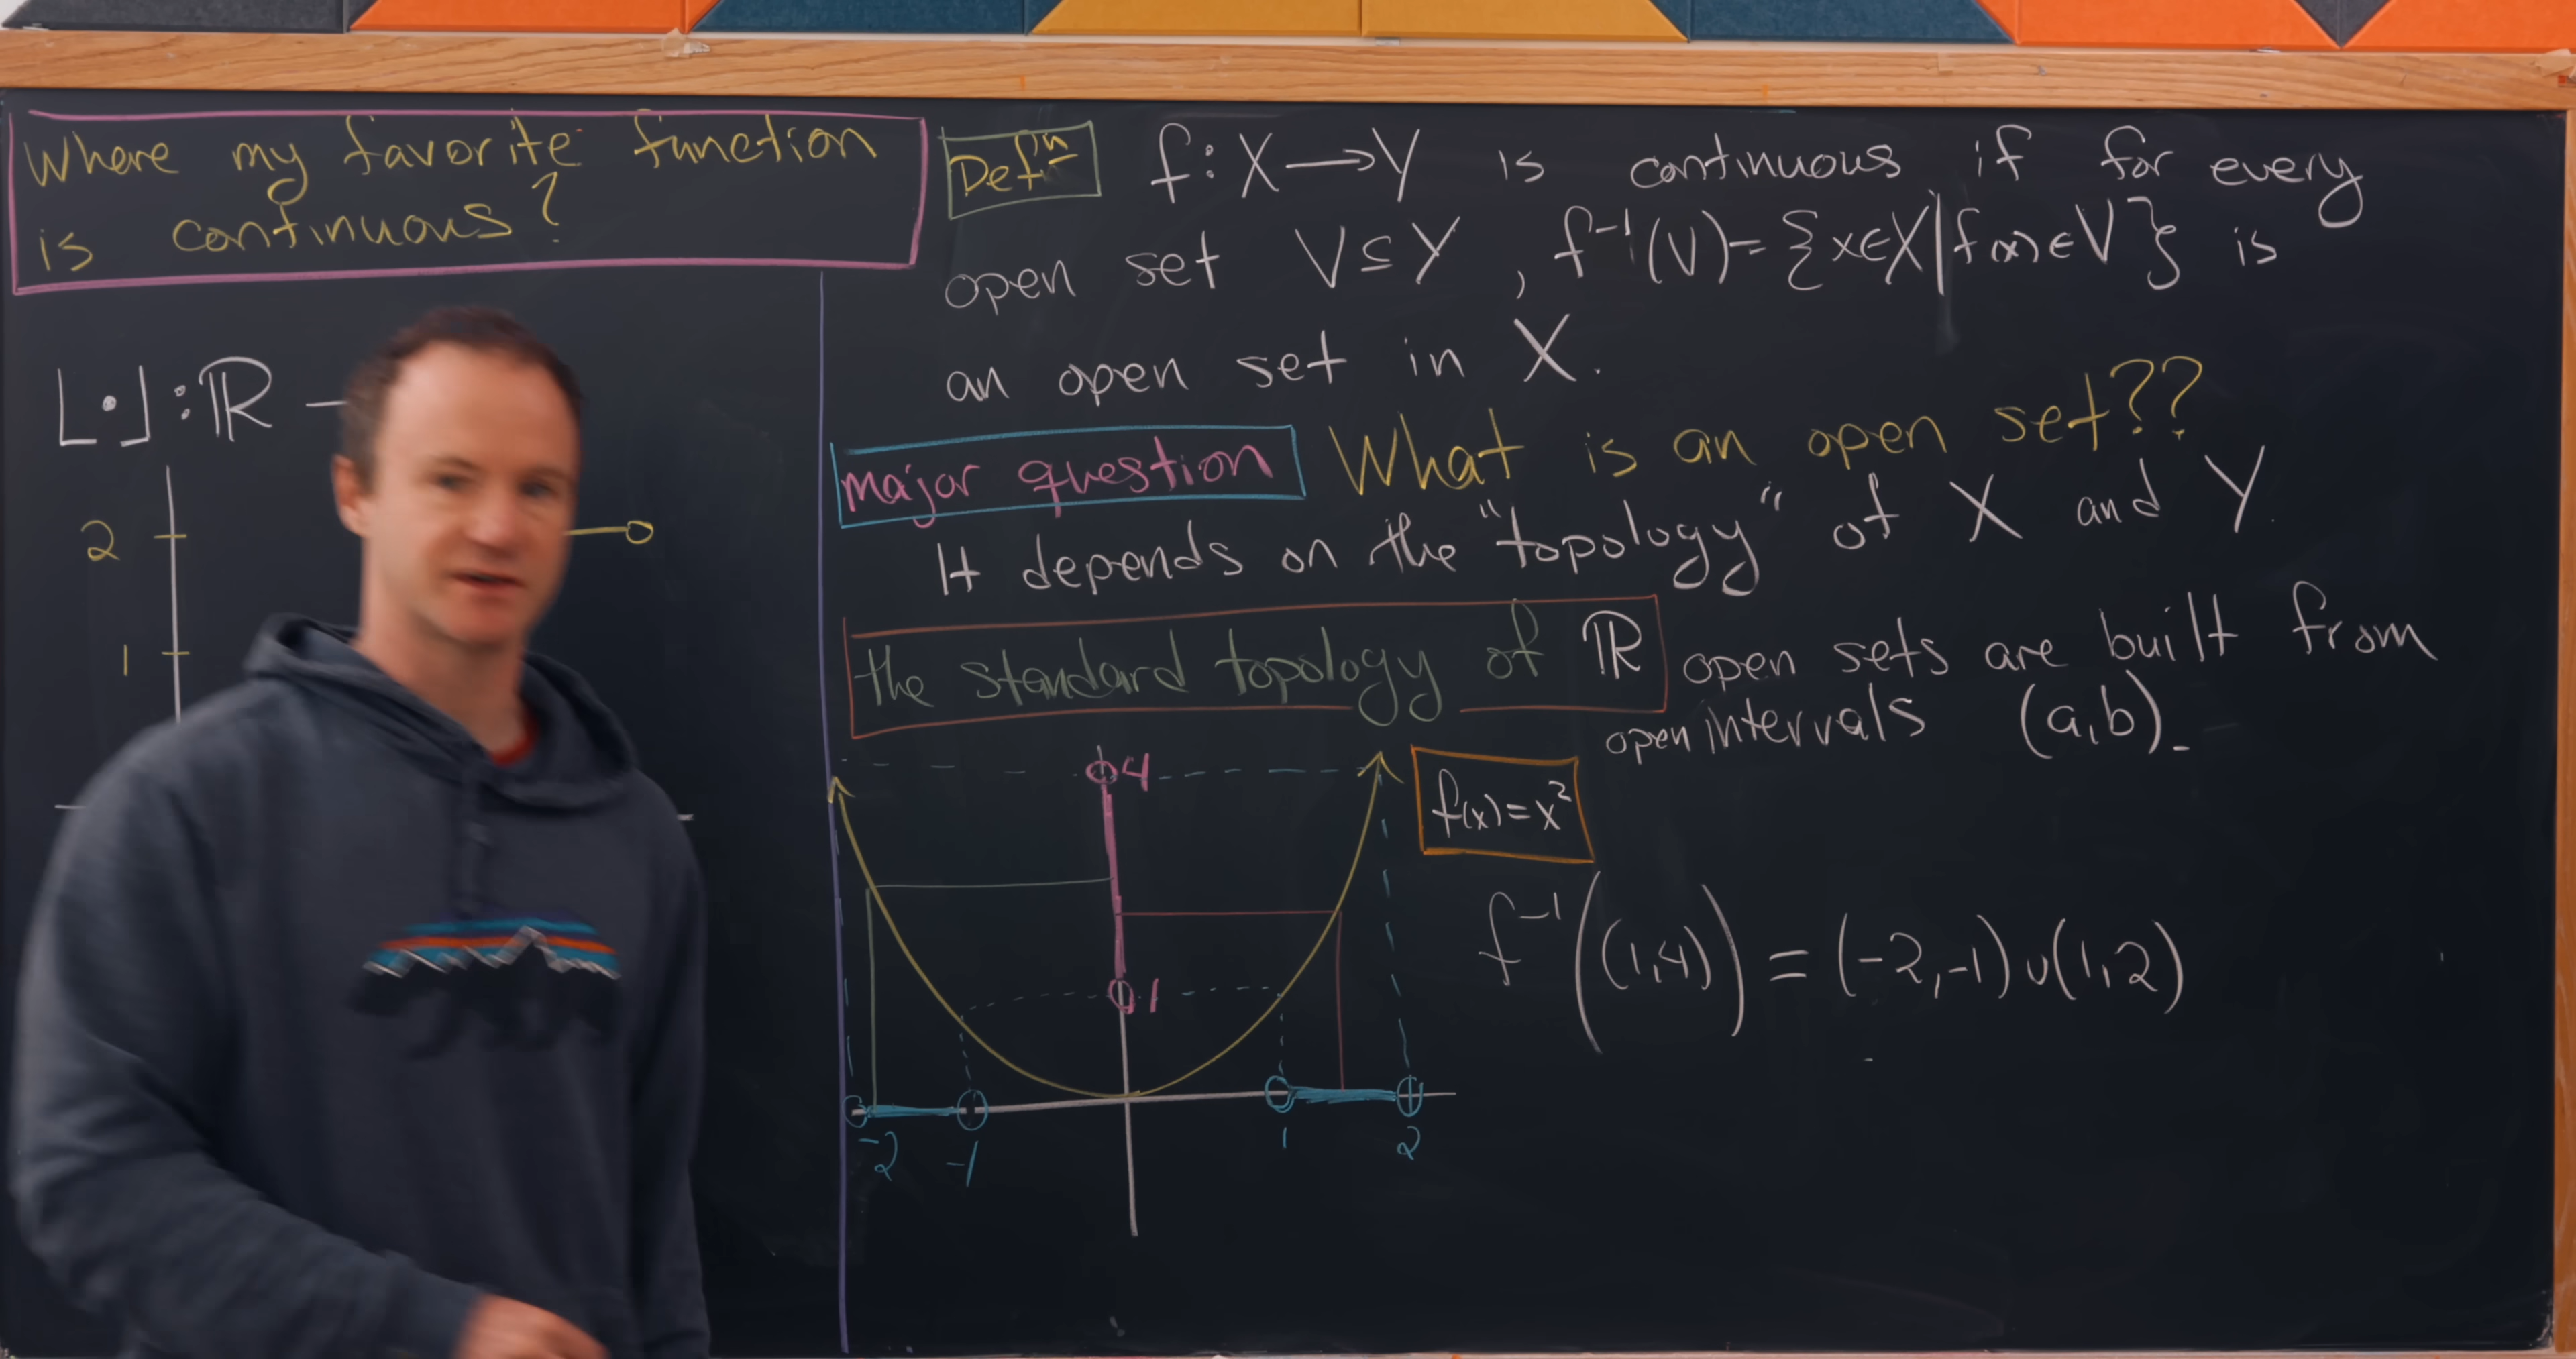 Where my favorite function
is continuous?
⌊·⌋:ℝ
2
1
Defⁿ f: X⟶Y is continuous if for every
open set V⊆Y, f⁻¹(V)={x∈X|f(x)∈V} is
an open set in X.
major question What is an open set??
It depends on the "topology" of X and Y.
the standard topology of ℝ open sets are built from
open intervals (a,b).
4
1
-2 -1 1 2
f(x)=x²
f⁻¹((1,4)) = (-2,-1)∪(1,2)